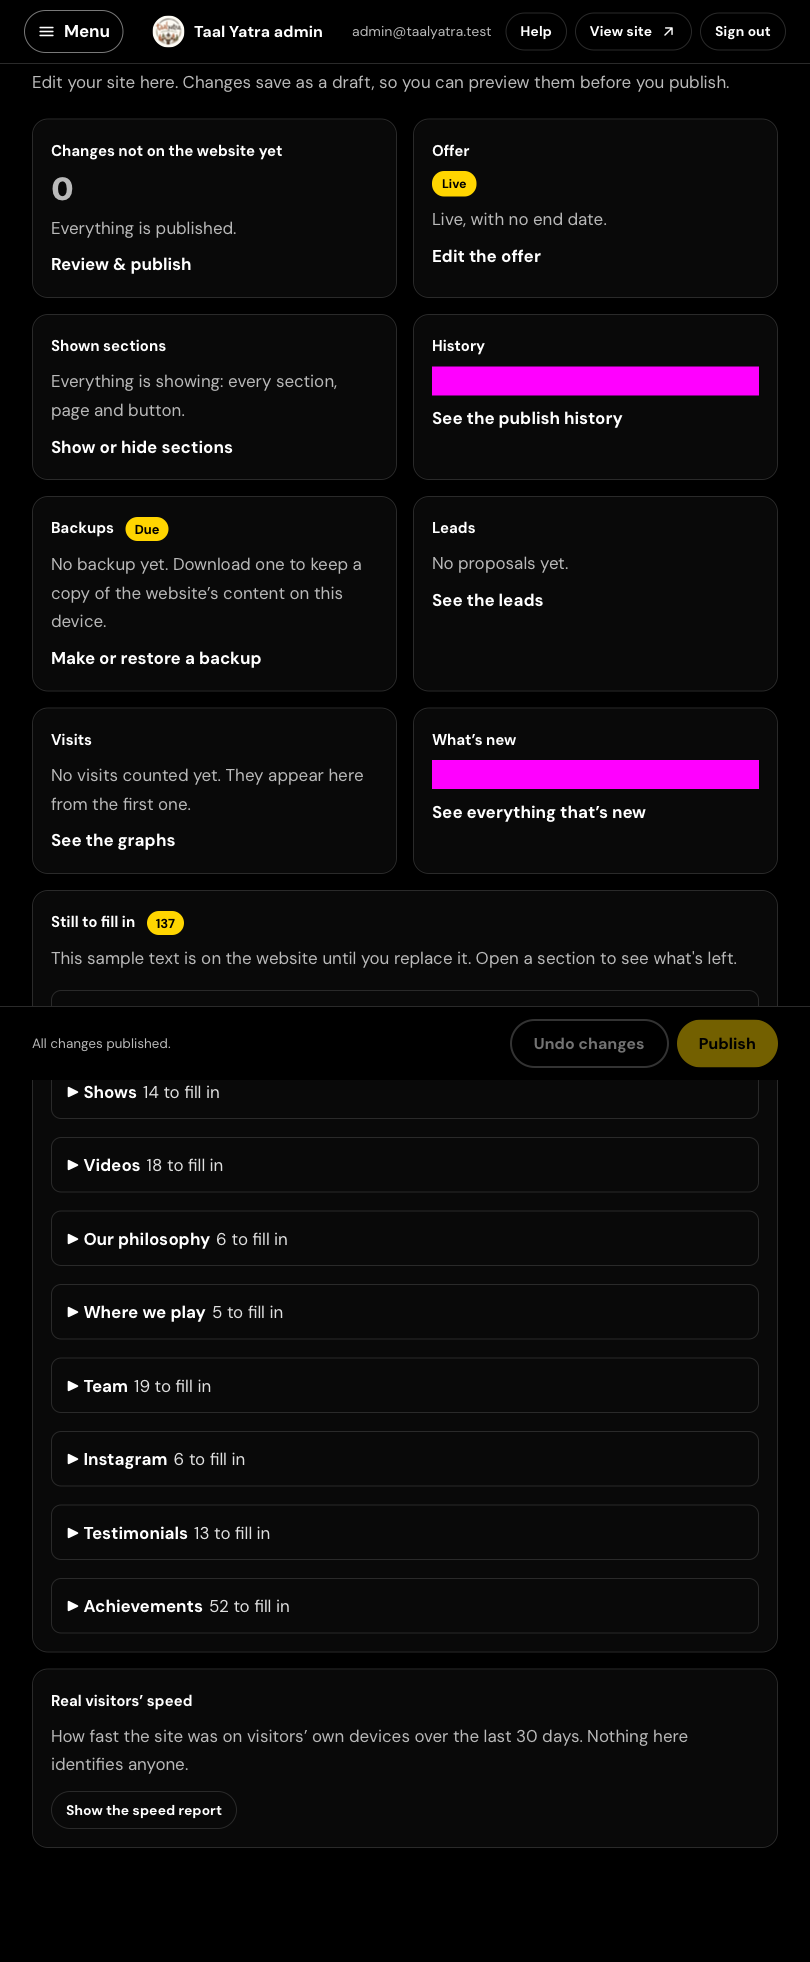 Menu
Taal Yatra admin
admin@taalyatra.test
Help
View site
Sign out
Edit your site here. Changes save as a draft, so you can preview them before you publish.
Changes not on the website yet
0
Everything is published.
Review & publish
Offer
Live
Live, with no end date.
Edit the offer
Shown sections
Everything is showing: every section,
page and button.
Show or hide sections
History
See the publish history
Backups
Due
No backup yet. Download one to keep a
copy of the website’s content on this
device.
Make or restore a backup
Leads
No proposals yet.
See the leads
Visits
No visits counted yet. They appear here
from the first one.
See the graphs
What’s new
See everything that’s new
Still to fill in
137
This sample text is on the website until you replace it. Open a section to see what's left.
All changes published.
Undo changes
Publish
Shows 14 to fill in
Videos 18 to fill in
Our philosophy 6 to fill in
Where we play 5 to fill in
Team 19 to fill in
Instagram 6 to fill in
Testimonials 13 to fill in
Achievements 52 to fill in
Real visitors’ speed
How fast the site was on visitors’ own devices over the last 30 days. Nothing here
identifies anyone.
Show the speed report